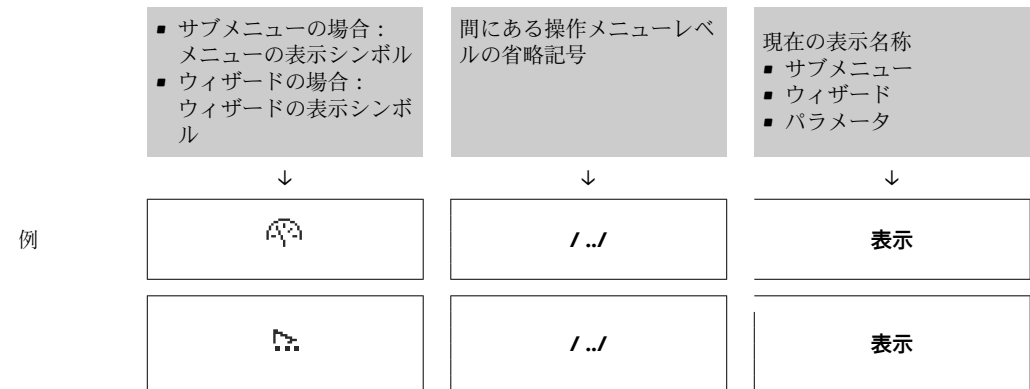 ▪ サブメニューの場合：
メニューの表示シンボル
▪ ウィザードの場合：
ウィザードの表示シンボ
ル
間にある操作メニューレベ
ルの省略記号
現在の表示名称
▪ サブメニュー
▪ ウィザード
▪ パラメータ
↓ ↓ ↓
例
/ ../
表示
/ ../
表示